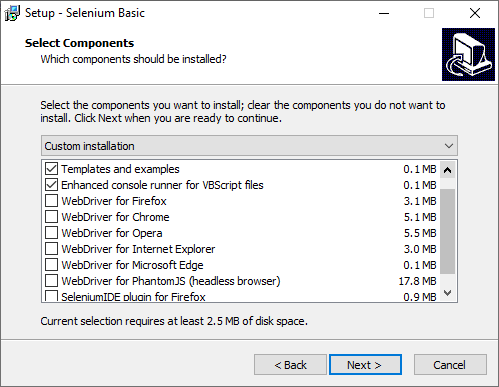 Setup - Selenium Basic
Select Components
Which components should be installed?
Select the components you want to install; clear the components you do not want to
install. Click Next when you are ready to continue.
Custom installation
Templates and examples 0.1 MB
Enhanced console runner for VBScript files 0.1 MB
WebDriver for Firefox 3.1 MB
WebDriver for Chrome 5.1 MB
WebDriver for Opera 5.5 MB
WebDriver for Internet Explorer 3.0 MB
WebDriver for Microsoft Edge 0.1 MB
WebDriver for PhantomJS (headless browser) 17.8 MB
SeleniumIDE plugin for Firefox 0.9 MB
Current selection requires at least 2.5 MB of disk space.
< Back Next > Cancel